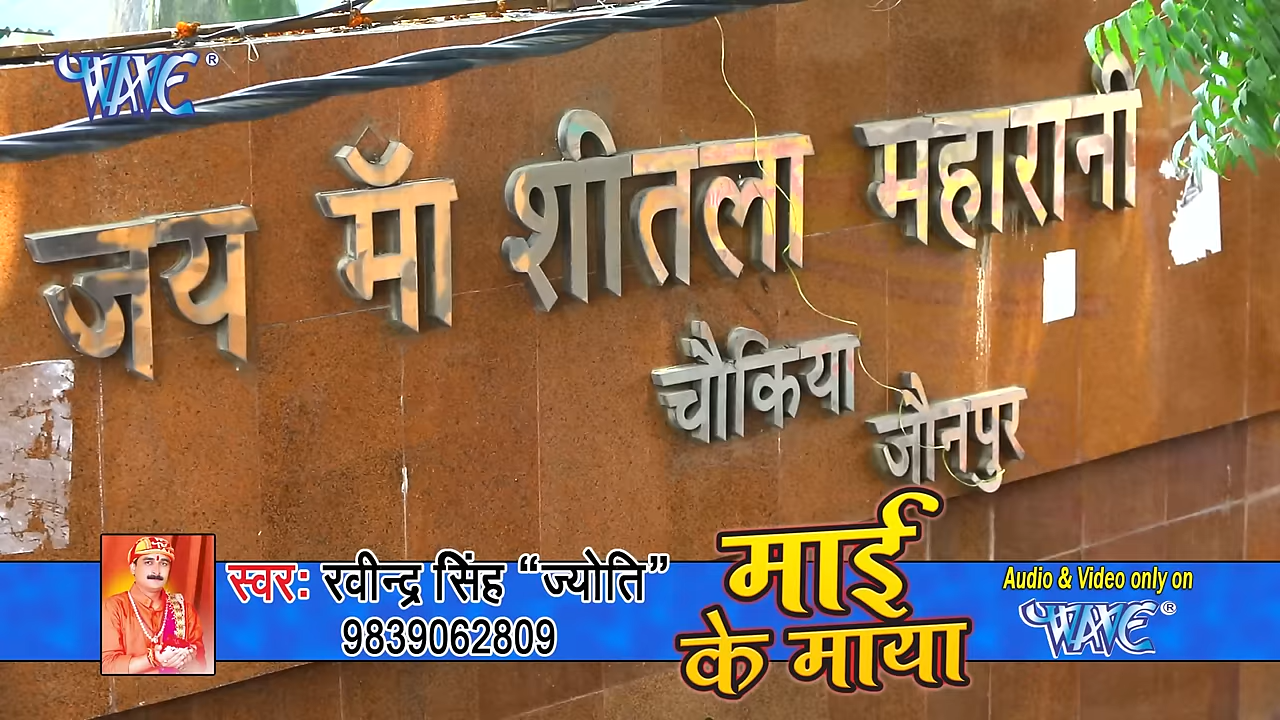 WAVE®
जय माँ शीतला महारानी
चौकिया
जौनपुर
स्वर: रवीन्द्र सिंह “ज्योति”
9839062809
माई
के माया
Audio & Video only on
WAVE®